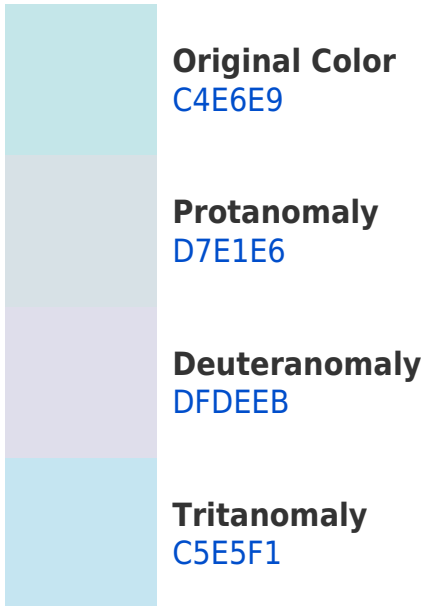 Original Color
C4E6E9
Protanomaly
D7E1E6
Deuteranomaly
DFDEEB
Tritanomaly
C5E5F1